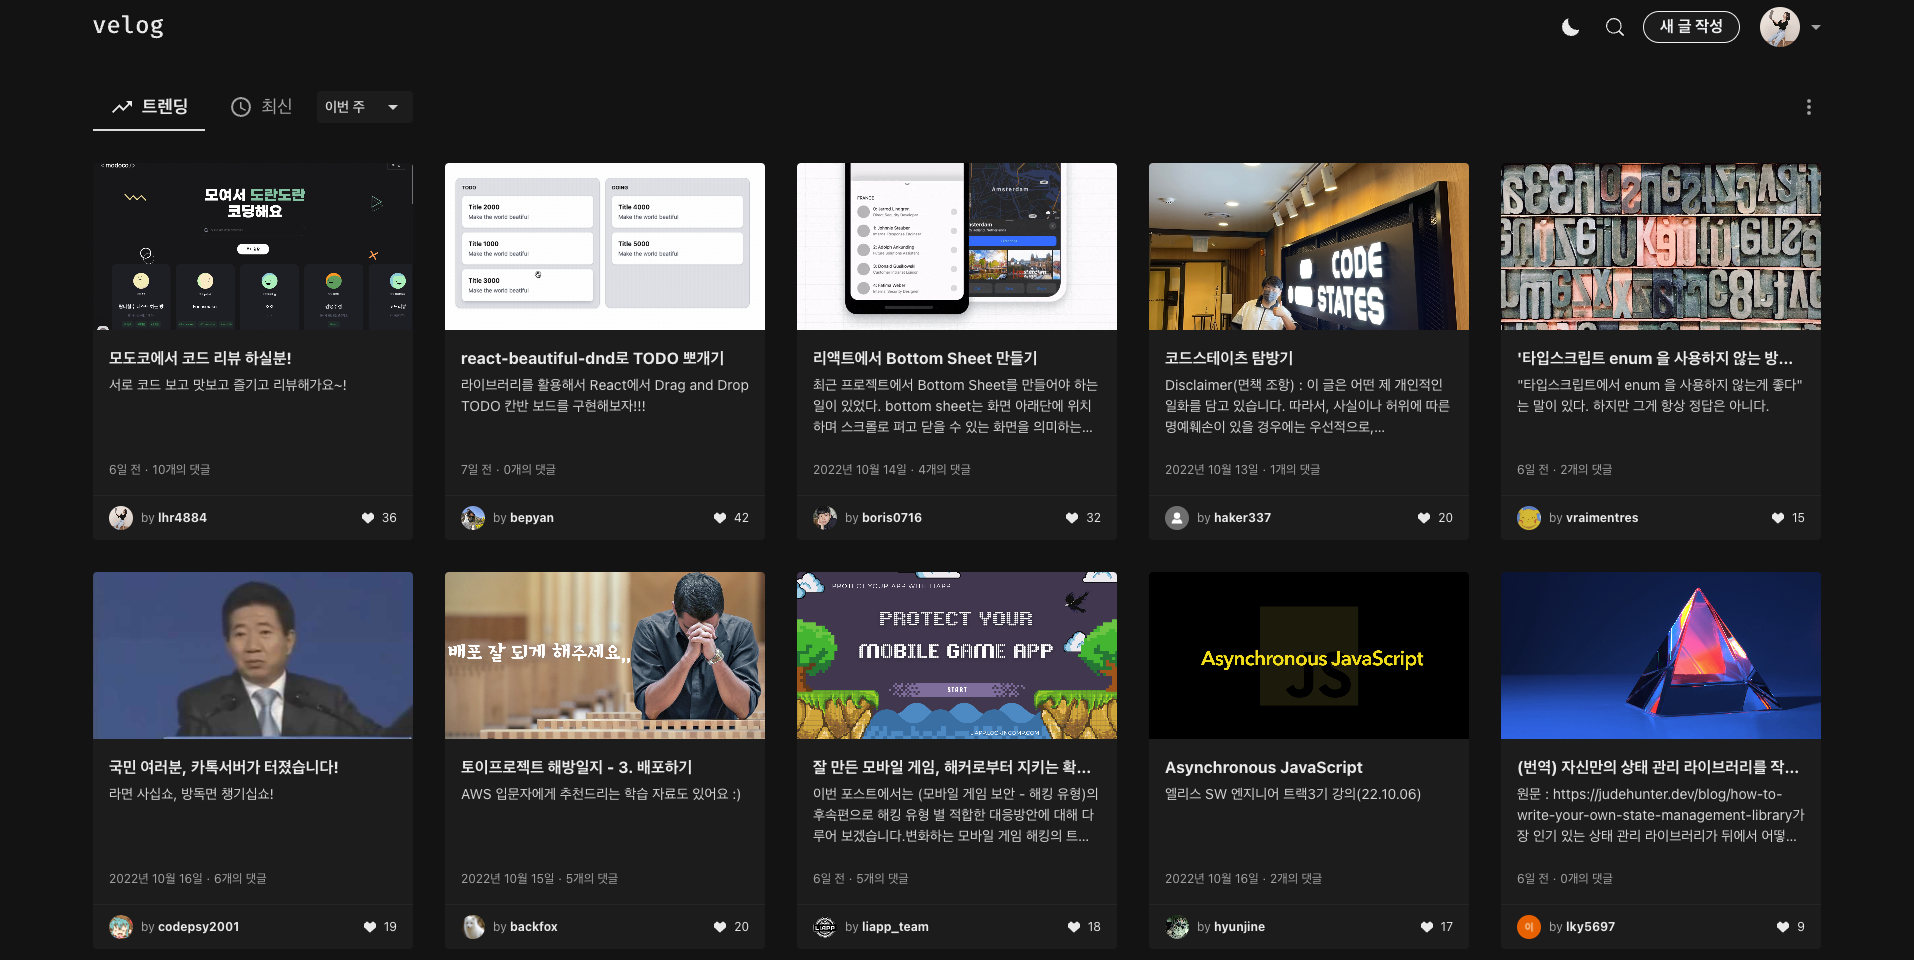 velog
새 글 작성
트렌딩
최신
이번 주
모여서 도란도란
코딩해요
모도코에서 코드 리뷰 하실분!
서로 코드 보고 맛보고 즐기고 리뷰해가요~!
6일 전 · 10개의 댓글
by lhr4884
36
TODO
Title 2000
Make the world beatiful
Title 1000
Make the world beatiful
Title 3000
Make the world beatiful
GOING
Title 4000
Make the world beatiful
Title 5000
Make the world beatiful
react-beautiful-dnd로 TODO 뽀개기
라이브러리를 활용해서 React에서 Drag and Drop
TODO 칸반 보드를 구현해보자!!!
7일 전 · 0개의 댓글
by bepyan
42
FRANCE
Amsterdam
리액트에서 Bottom Sheet 만들기
최근 프로젝트에서 Bottom Sheet를 만들어야 하는
일이 있었다. bottom sheet는 화면 아래단에 위치
하며 스크롤로 펴고 닫을 수 있는 화면을 의미하는...
2022년 10월 14일 · 4개의 댓글
by boris0716
32
CODE
STATES
코드스테이츠 탐방기
Disclaimer(면책 조항) : 이 글은 어떤 제 개인적인
일화를 담고 있습니다. 따라서, 사실이나 허위에 따른
명예훼손이 있을 경우에는 우선적으로,...
2022년 10월 13일 · 1개의 댓글
by haker337
20
'타입스크립트 enum 을 사용하지 않는 방...
"타입스크립트에서 enum 을 사용하지 않는게 좋다"
는 말이 있다. 하지만 그게 항상 정답은 아니다.
6일 전 · 2개의 댓글
by vraimentres
15
국민 여러분, 카톡서버가 터졌습니다!
라면 사십쇼, 방독면 챙기십쇼!
2022년 10월 16일 · 6개의 댓글
by codepsy2001
19
배포 잘 되게 해주세요,,
토이프로젝트 해방일지 - 3. 배포하기
AWS 입문자에게 추천드리는 학습 자료도 있어요 :)
2022년 10월 15일 · 5개의 댓글
by backfox
20
PROTECT YOUR APP WITH LIAPP
PROTECT YOUR
MOBILE GAME APP
START
LIAPP.LOCKINCOMP.COM
잘 만든 모바일 게임, 해커로부터 지키는 확...
이번 포스트에서는 (모바일 게임 보안 - 해킹 유형)의
후속편으로 해킹 유형 별 적합한 대응방안에 대해 다
루어 보겠습니다.변화하는 모바일 게임 해킹의 트...
6일 전 · 5개의 댓글
LIAPP
by liapp_team
18
Asynchronous JavaScript
JS
Asynchronous JavaScript
엘리스 SW 엔지니어 트랙3기 강의(22.10.06)
2022년 10월 16일 · 2개의 댓글
by hyunjine
17
(번역) 자신만의 상태 관리 라이브러리를 작...
원문 : https://judehunter.dev/blog/how-to-
write-your-own-state-management-library가
장 인기 있는 상태 관리 라이브러리가 뒤에서 어떻...
6일 전 · 0개의 댓글
이
by lky5697
9